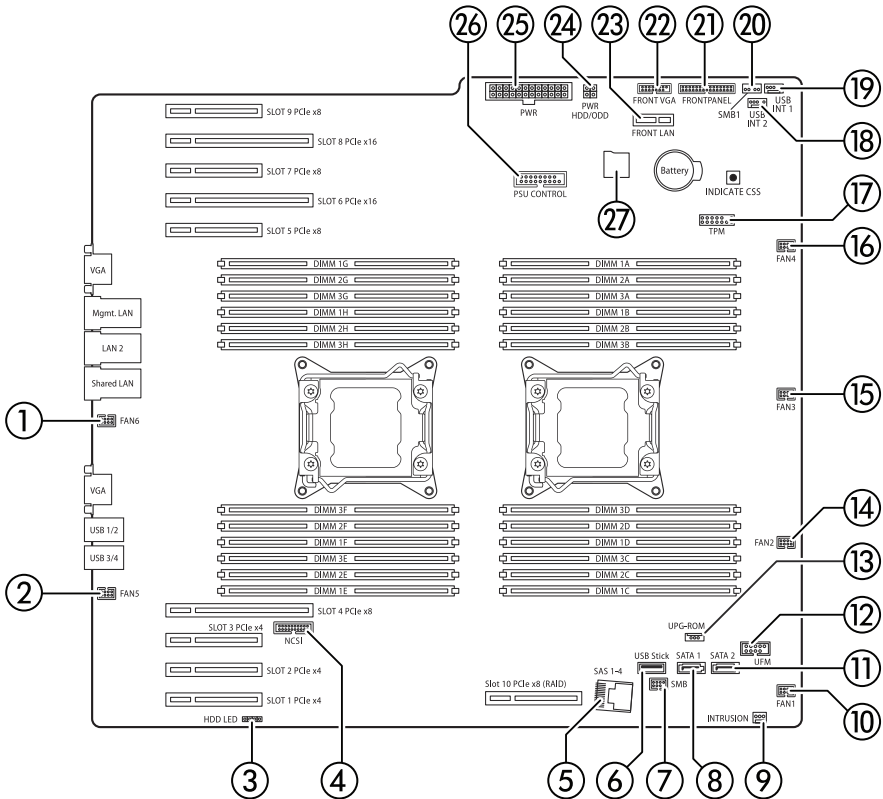 26
25
24
23
22
21
20
19
18
17
16
15
14
13
12
11
10
9
8
7
6
5
4
3
2
1
27
PWR
PWR
HDD/ODD
FRONT VGA
FRONTPANEL
SMB1
USB
INT 1
USB
INT 2
FRONT LAN
PSU CONTROL
Battery
INDICATE CSS
TPM
FAN4
FAN3
FAN2
FAN1
SLOT 9 PCIe x8
SLOT 8 PCIe x16
SLOT 7 PCIe x8
SLOT 6 PCIe x16
SLOT 5 PCIe x8
VGA
Mgmt. LAN
LAN 2
Shared LAN
FAN6
VGA
USB 1/2
USB 3/4
FAN5
DIMM 1G
DIMM 2G
DIMM 3G
DIMM 1H
DIMM 2H
DIMM 3H
DIMM 1A
DIMM 2A
DIMM 3A
DIMM 1B
DIMM 2B
DIMM 3B
DIMM 3F
DIMM 2F
DIMM 1F
DIMM 3E
DIMM 2E
DIMM 1E
DIMM 3D
DIMM 2D
DIMM 1D
DIMM 3C
DIMM 2C
DIMM 1C
SLOT 4 PCIe x8
SLOT 3 PCIe x4
NCSI
SLOT 2 PCIe x4
SLOT 1 PCIe x4
HDD LED
Slot 10 PCIe x8 (RAID)
SAS 1-4
USB Stick
SMB
SATA 1
SATA 2
UPG-ROM
UFM
INTRUSION